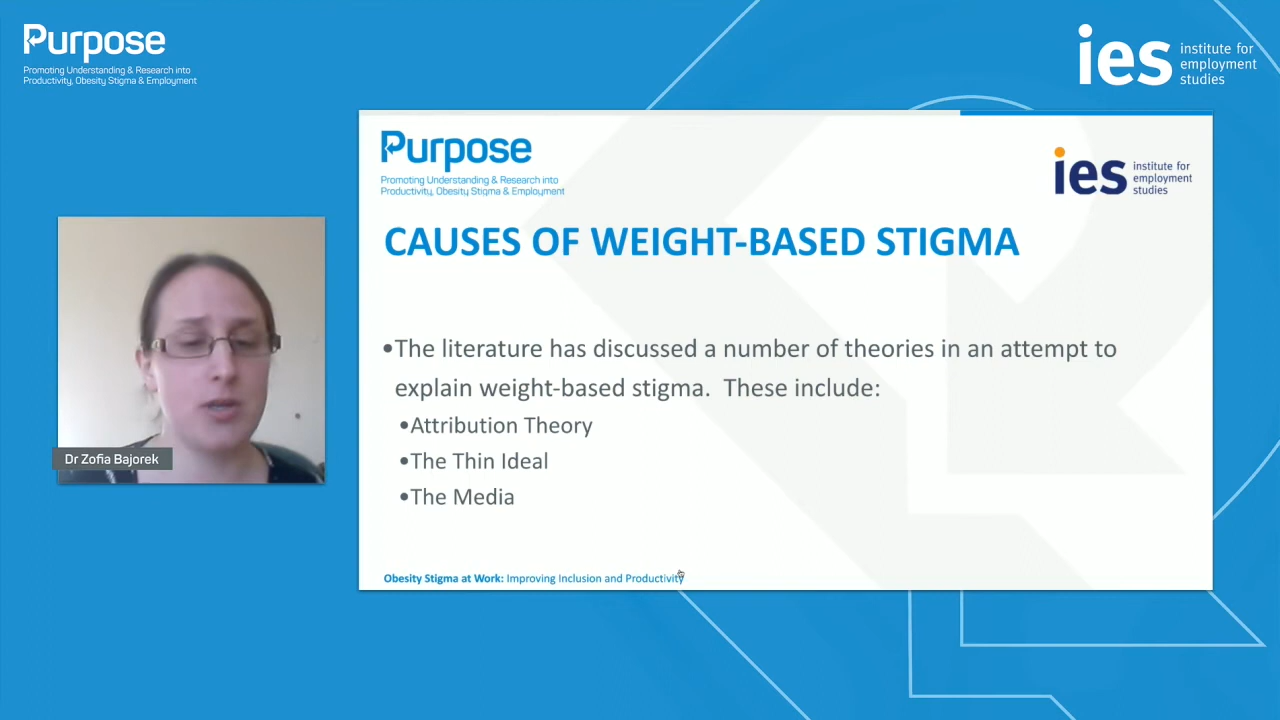 Purpose
Promoting Understanding & Research into
Productivity, Obesity Stigma & Employment
ies institute for
employment
studies
Purpose
Promoting Understanding & Research into
Productivity, Obesity Stigma & Employment
ies institute for
employment
studies
CAUSES OF WEIGHT-BASED STIGMA
•The literature has discussed a number of theories in an attempt to
explain weight-based stigma. These include:
•Attribution Theory
•The Thin Ideal
•The Media
Dr Zofia Bajorek
Obesity Stigma at Work: Improving Inclusion and Productivity